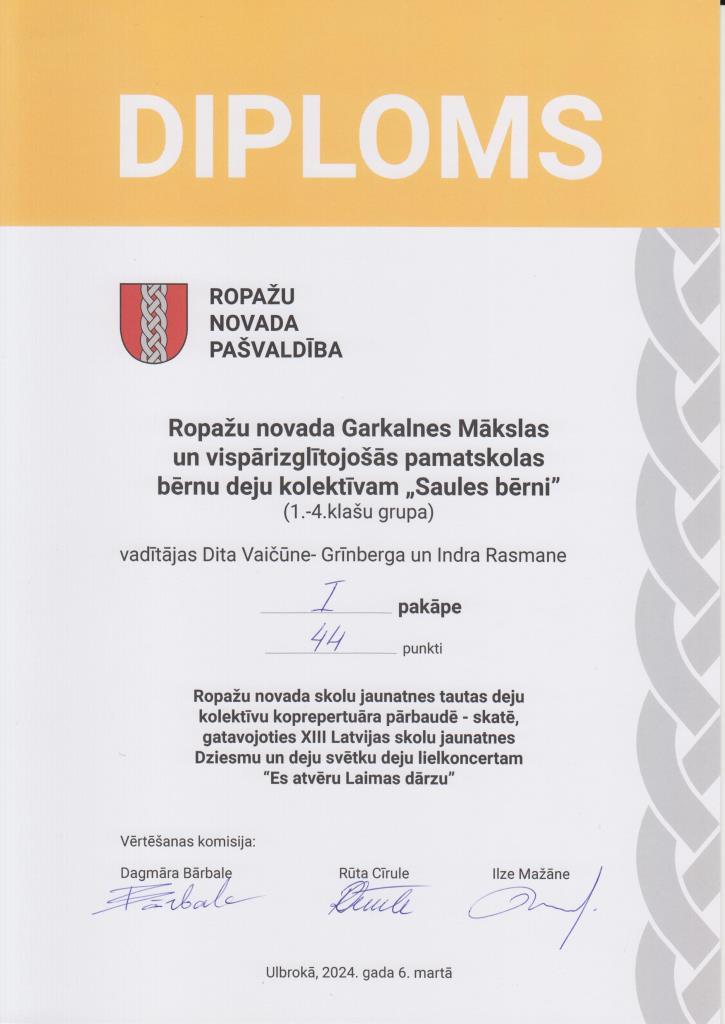 DIPLOMS
ROPAŽU
NOVADA
PAŠVALDĪBA
Ropažu novada Garkalnes Mākslas
un vispārizglītojošās pamatskolas
bērnu deju kolektīvam „Saules bērni”
(1.-4.klašu grupa)
vadītājas Dita Vaičūne- Grīnberga un Indra Rasmane
I pakāpe
44 punkti
Ropažu novada skolu jaunatnes tautas deju
kolektīvu koprepertuāra pārbaudē - skatē,
gatavojoties XIII Latvijas skolu jaunatnes
Dziesmu un deju svētku deju lielkoncertam
“Es atvēru Laimas dārzu”
Vērtēšanas komisija:
Dagmāra Bārbale Rūta Cīrule Ilze Mažāne
Ulbrokā, 2024. gada 6. martā